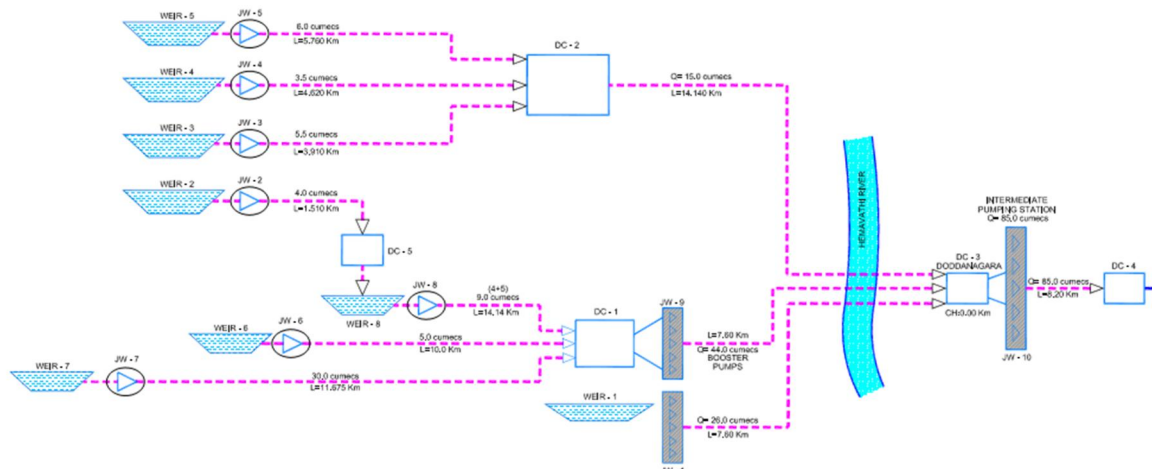 WEIR - 5
JW - 5
6.0 cumecs
L=5.760 Km
DC - 2
WEIR - 4
JW - 4
3.5 cumecs
L=4.620 Km
Q= 15.0 cumecs
L=14.140 Km
WEIR - 3
JW - 3
5.5 cumecs
L=3.910 Km
WEIR - 2
JW - 2
4.0 cumecs
L=1.510 Km
HEMAVATHI RIVER
INTERMEDIATE
PUMPING STATION
Q= 85.0 cumecs
DC - 5
DC - 3
DODDANAGARA
DC - 4
Q= 85.0 cumecs
L=8.20 Km
CH:0.00 Km
JW - 10
WEIR - 8
JW - 8
(4+5)
9.0 cumecs
L=14.14 Km
DC - 1
JW - 9
WEIR - 6
JW - 6
5.0 cumecs
L=10.0 Km
L=7.60 Km
Q= 44.0 cumecs
BOOSTER
PUMPS
WEIR - 7
JW - 7
30.0 cumecs
L=11.675 Km
WEIR - 1
Q= 26.0 cumecs
L=7.60 Km